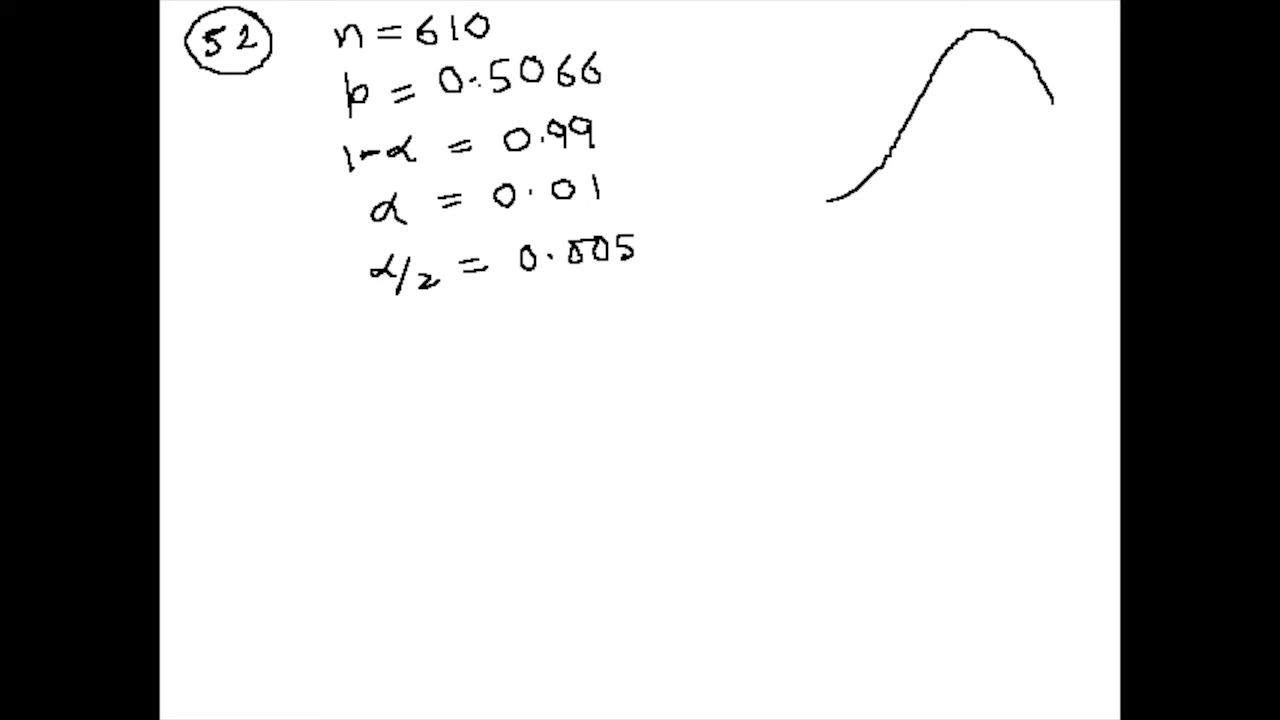 52 n = 610
p = 0.5066
1-α = 0.99
α = 0.01
α/2 = 0.005